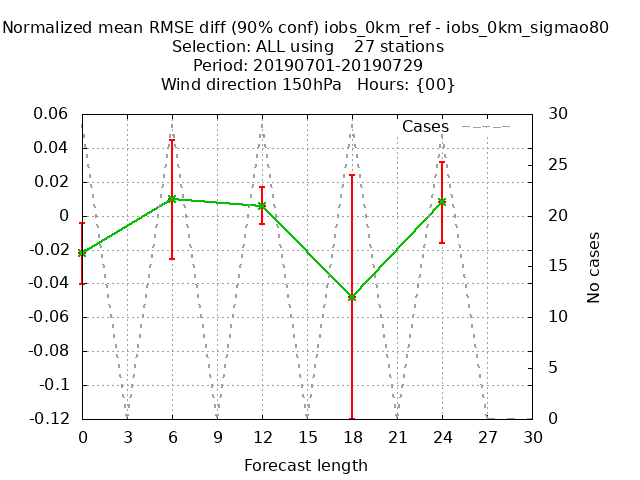 Normalized mean RMSE diff (90% conf) iobs_0km_ref - iobs_0km_sigmao80
Selection: ALL using    27 stations
Period: 20190701-20190729
Wind direction 150hPa   Hours: {00}
Cases
0.06
0.04
0.02
0
-0.02
-0.04
-0.06
-0.08
-0.1
-0.12
30
25
20
15
10
5
0
No cases
0 3 6 9 12 15 18 21 24 27 30
Forecast length